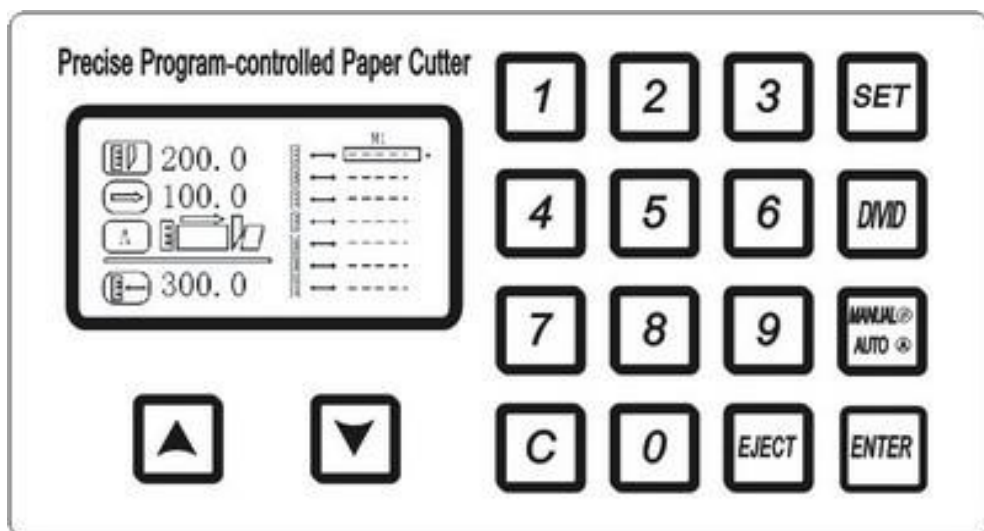 Precise Program-controlled Paper Cutter
200.0
100.0
A
300.0
M1
1 2 3 SET
4 5 6 DIVID
7 8 9 MANUAL Ⓟ
AUTO Ⓐ
C 0 EJECT ENTER